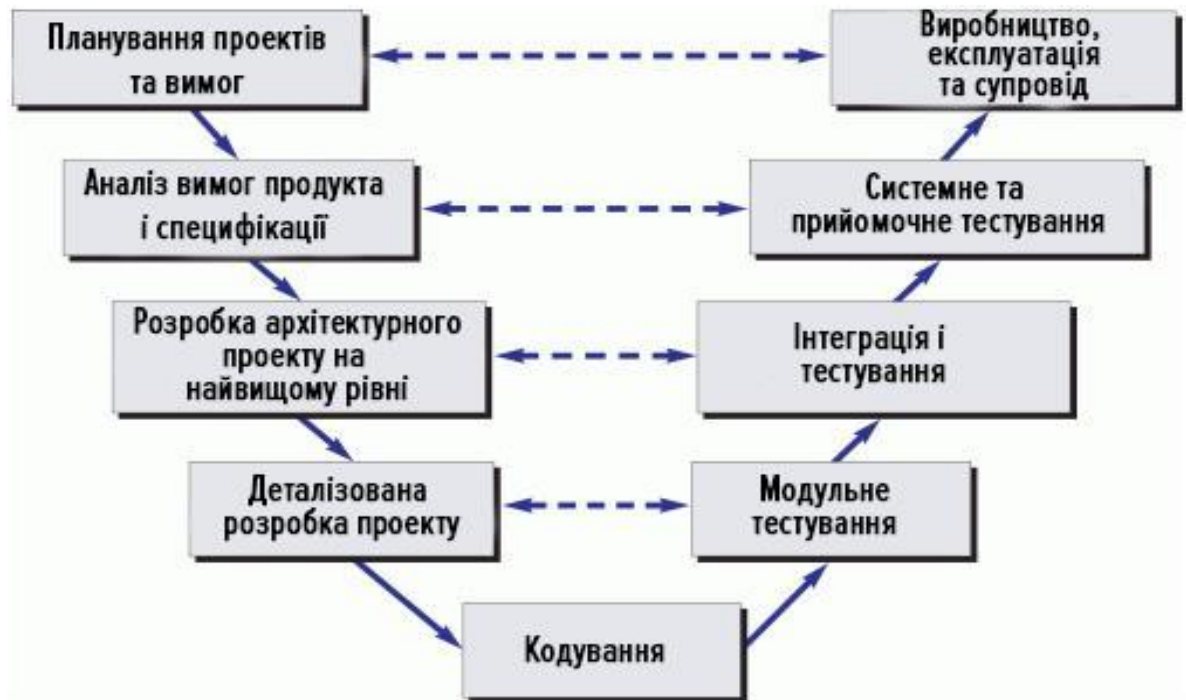 Планування проектів
та вимог
Виробництво,
експлуатація
та супровід
Аналіз вимог продукта
і специфікації
Системне та
прийомочне тестування
Розробка архітектурного
проекту на
найвищому рівні
Інтеграція і
тестування
Деталізована
розробка проекту
Модульне
тестування
Кодування